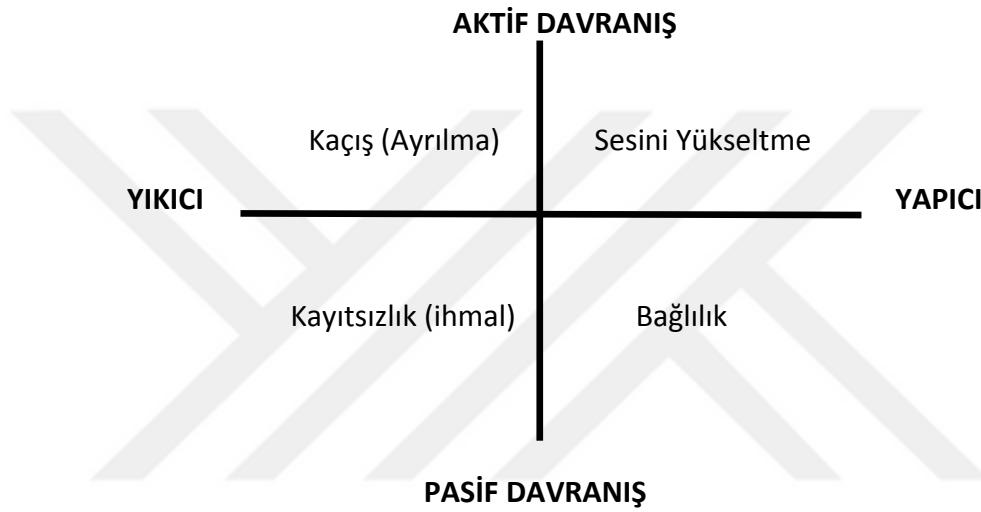 AKTİF DAVRANIŞ
Kaçış (Ayrılma)
Sesini Yükseltme
YIKICI
YAPICI
Kayıtsızlık (ihmal)
Bağlılık
PASİF DAVRANIŞ